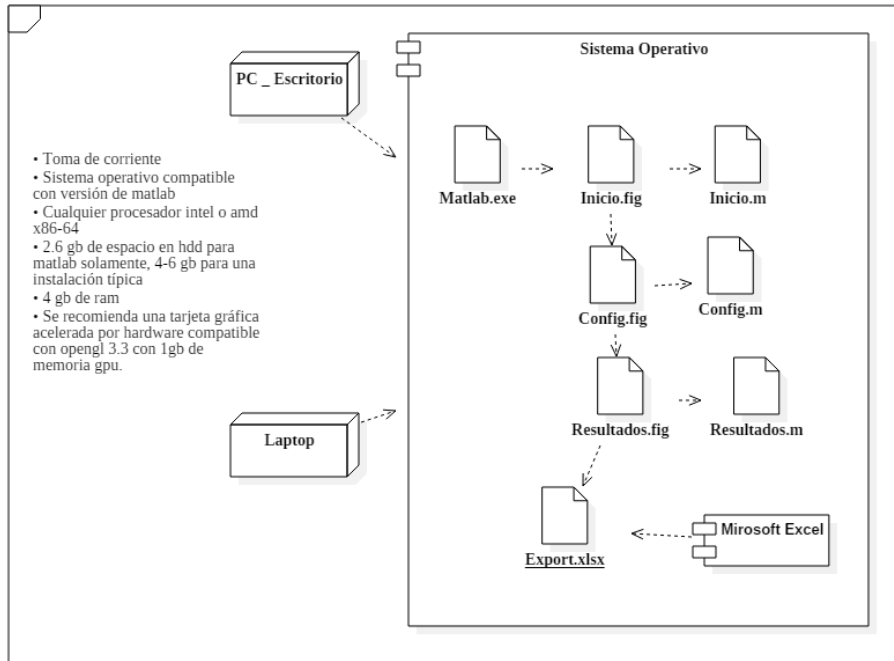 Sistema Operativo
PC _ Escritorio
• Toma de corriente
• Sistema operativo compatible
con versión de matlab
• Cualquier procesador intel o amd
x86-64
• 2.6 gb de espacio en hdd para
matlab solamente, 4-6 gb para una
instalación típica
• 4 gb de ram
• Se recomienda una tarjeta gráfica
acelerada por hardware compatible
con opengl 3.3 con 1gb de
memoria gpu.
Laptop
Matlab.exe
Inicio.fig
Inicio.m
Config.fig
Config.m
Resultados.fig
Resultados.m
Export.xlsx
Mirosoft Excel